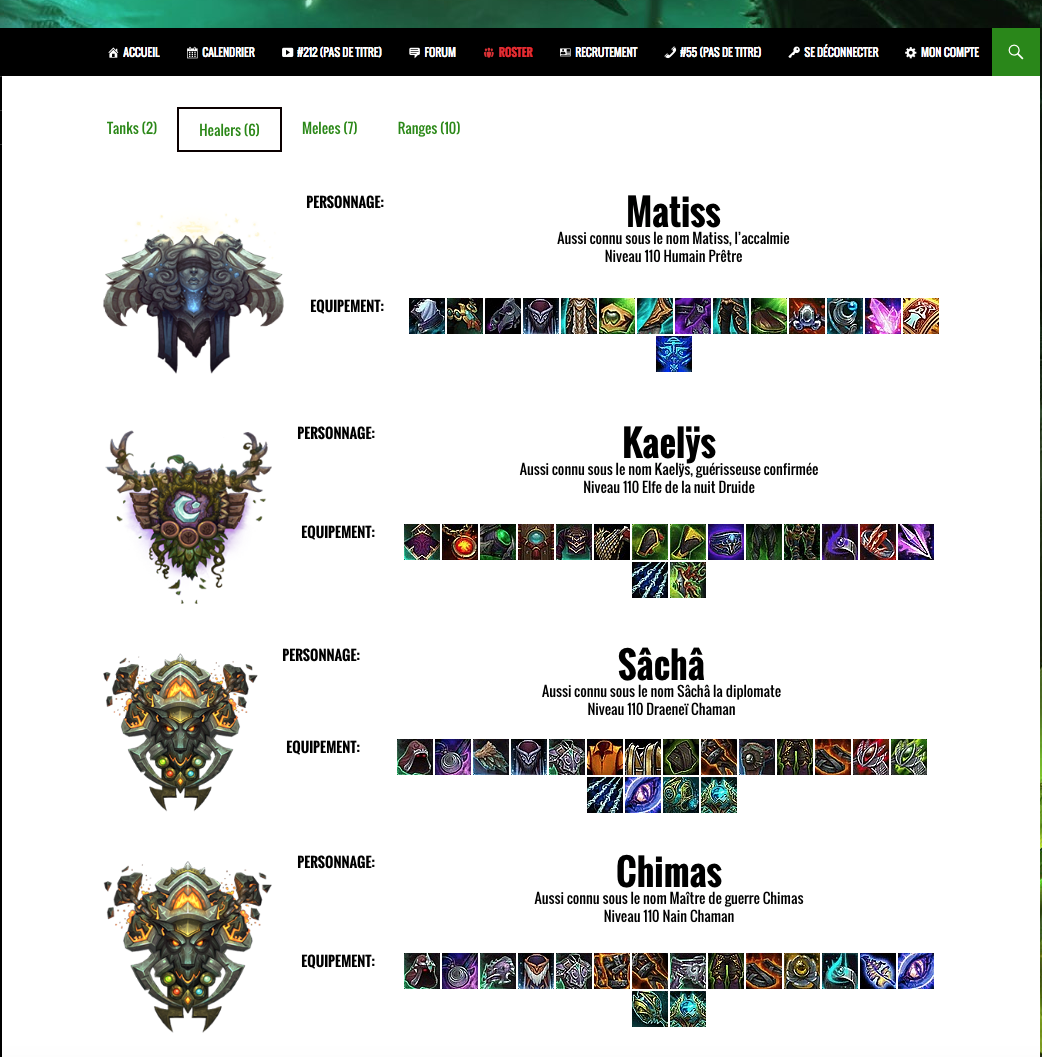 ACCUEIL CALENDRIER #212 (PAS DE TITRE) FORUM ROSTER RECRUTEMENT #55 (PAS DE TITRE) SE DÉCONNECTER MON COMPTE
Tanks (2) Healers (6) Melees (7) Ranges (10)
PERSONNAGE:
Matiss
Aussi connu sous le nom Matiss, l'accalmie
Niveau 110 Humain Prêtre
EQUIPEMENT:
PERSONNAGE:
Kaelÿs
Aussi connu sous le nom Kaelÿs, guérisseuse confirmée
Niveau 110 Elfe de la nuit Druide
EQUIPEMENT:
PERSONNAGE:
Sâchâ
Aussi connu sous le nom Sâchâ la diplomate
Niveau 110 Draeneï Chaman
EQUIPEMENT:
PERSONNAGE:
Chimas
Aussi connu sous le nom Maître de guerre Chimas
Niveau 110 Nain Chaman
EQUIPEMENT: